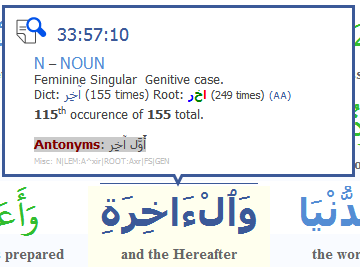 33:57:10
N – NOUN
Feminine Singular  Genitive case.
Dict: آخِر (155 times) Root: اخر (249 times) (AA)
115th occurence of 155 total.
Antonyms: أَوَّل آخِر
Misc: N|LEM:A^xir|ROOT:Axr|FS|GEN
ٱلدُّنْيَا وَٱلْءَاخِرَةِ وَأَعَ
the wor and the Hereafter prepared